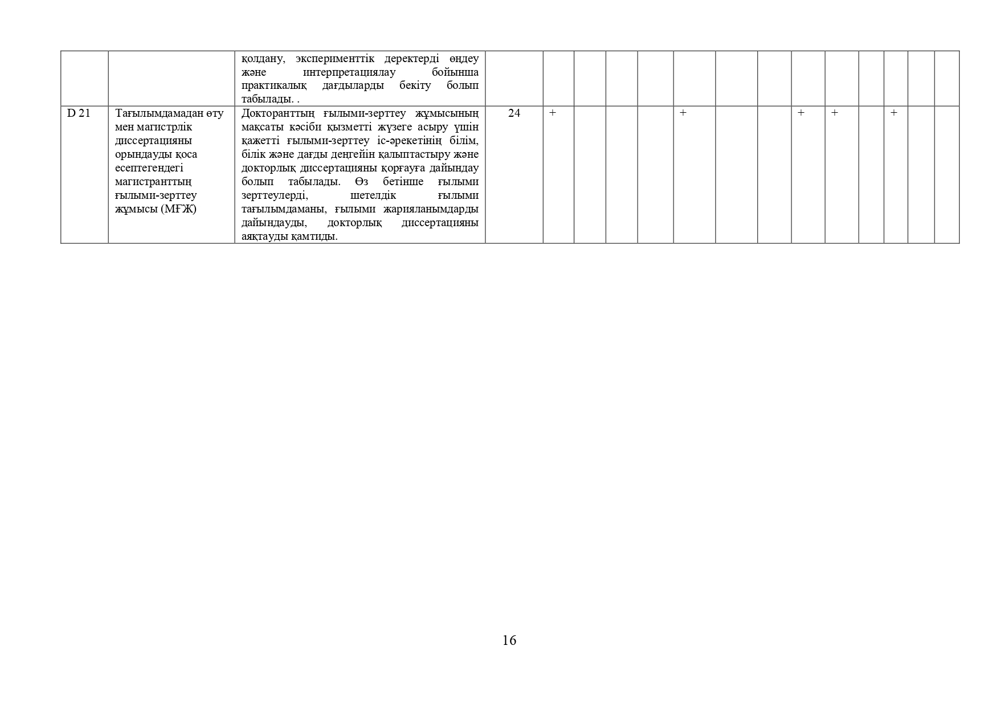 қолдану, эксперименттік деректерді өңдеу
және интерпретациялау бойынша
практикалық дағдыларды бекіту болып
табылады. .
D 21
Тағылымдамадан өту
мен магистрлік
диссертацияны
орындауды қоса
есептегендегі
магистранттың
ғылыми-зерттеу
жұмысы (МҒЖ)
Докторанттың ғылыми-зерттеу жұмысының
мақсаты кәсіби қызметті жүзеге асыру үшін
қажетті ғылыми-зерттеу іс-әрекетінің білім,
білік және дағды деңгейін қалыптастыру және
докторлық диссертацияны қорғауға дайындау
болып табылады. Өз бетінше ғылыми
зерттеулерді, шетелдік ғылыми
тағылымдаманы, ғылыми жарияланымдарды
дайындауды, докторлық диссертацияны
аяқтауды қамтиды.
24
+ + + + +
16